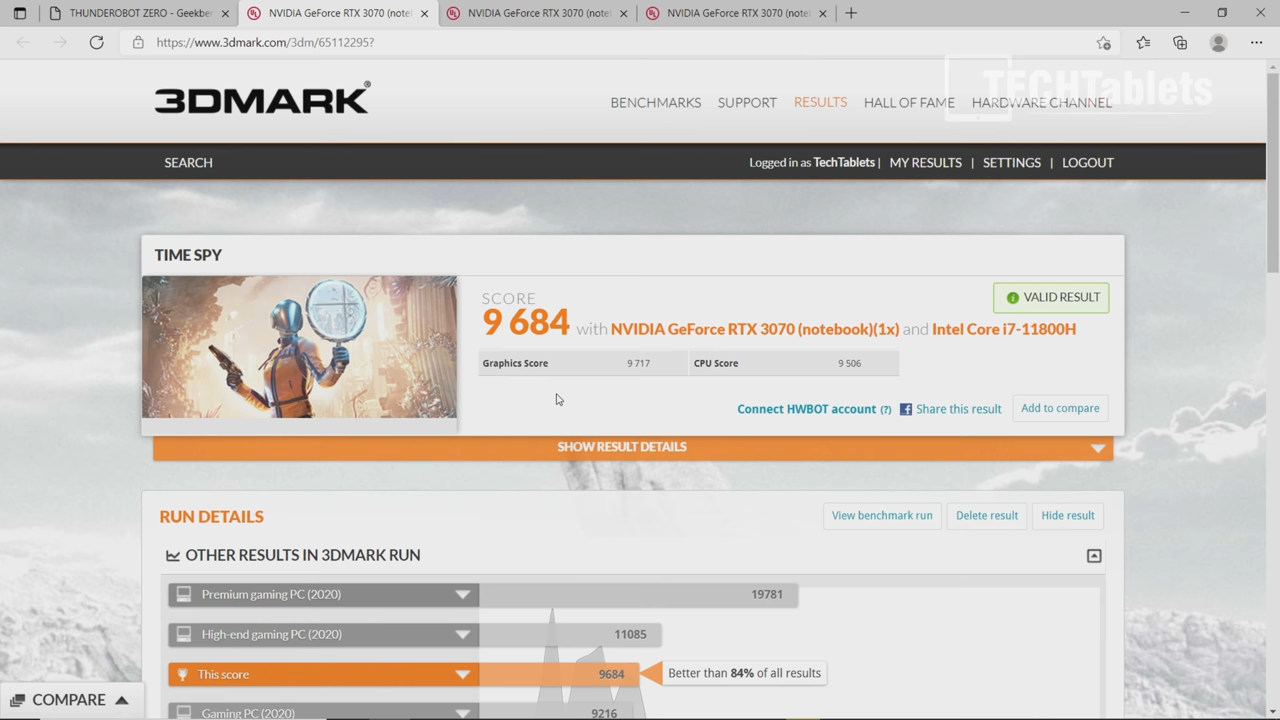 THUNDEROBOT ZERO - Geekber
NVIDIA GeForce RTX 3070 (note
NVIDIA GeForce RTX 3070 (note
NVIDIA GeForce RTX 3070 (note
https://www.3dmark.com/3dm/65112295?
TECHTablets
3DMARK®
BENCHMARKS SUPPORT RESULTS HALL OF FAME HARDWARE CHANNEL
SEARCH
Logged in as TechTablets | MY RESULTS | SETTINGS | LOGOUT
TIME SPY
SCORE
VALID RESULT
9 684 with NVIDIA GeForce RTX 3070 (notebook)(1x) and Intel Core i7-11800H
Graphics Score 9 717 CPU Score 9 506
Connect HWBOT account (?) Share this result Add to compare
SHOW RESULT DETAILS
RUN DETAILS
View benchmark run Delete result Hide result
OTHER RESULTS IN 3DMARK RUN
Premium gaming PC (2020) 19781
High-end gaming PC (2020) 11085
This score 9684 Better than 84% of all results
COMPARE
Gaming PC (2020) 9216